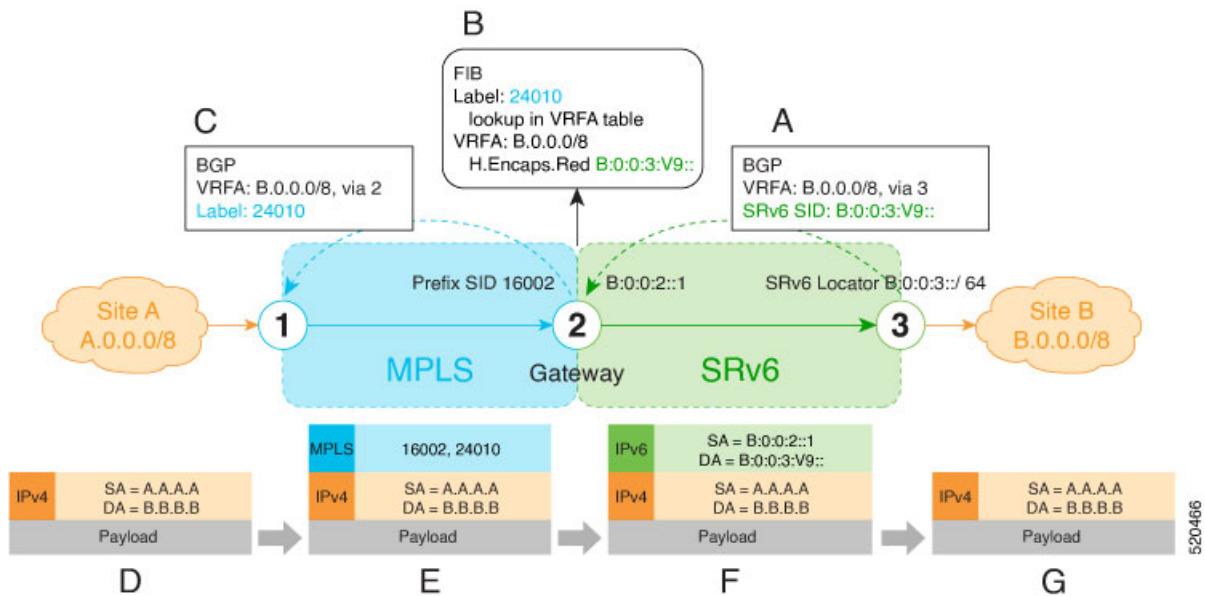 B
FIB
Label: 24010
lookup in VRFA table
VRFA: B.0.0.0/8
H.Encaps.Red B:0:0:3:V9::
C
BGP
VRFA: B.0.0.0/8, via 2
Label: 24010
A
BGP
VRFA: B.0.0.0/8, via 3
SRv6 SID: B:0:0:3:V9::
Prefix SID 16002
B:0:0:2::1
SRv6 Locator B:0:0:3::/ 64
Site A
A.0.0.0/8
1
2
3
Site B
B.0.0.0/8
MPLS
Gateway
SRv6
IPv4
SA = A.A.A.A
DA = B.B.B.B
Payload
D
MPLS
16002, 24010
IPv4
SA = A.A.A.A
DA = B.B.B.B
Payload
E
IPv6
SA = B:0:0:2::1
DA = B:0:0:3:V9::
IPv4
SA = A.A.A.A
DA = B.B.B.B
Payload
F
IPv4
SA = A.A.A.A
DA = B.B.B.B
Payload
G
520466